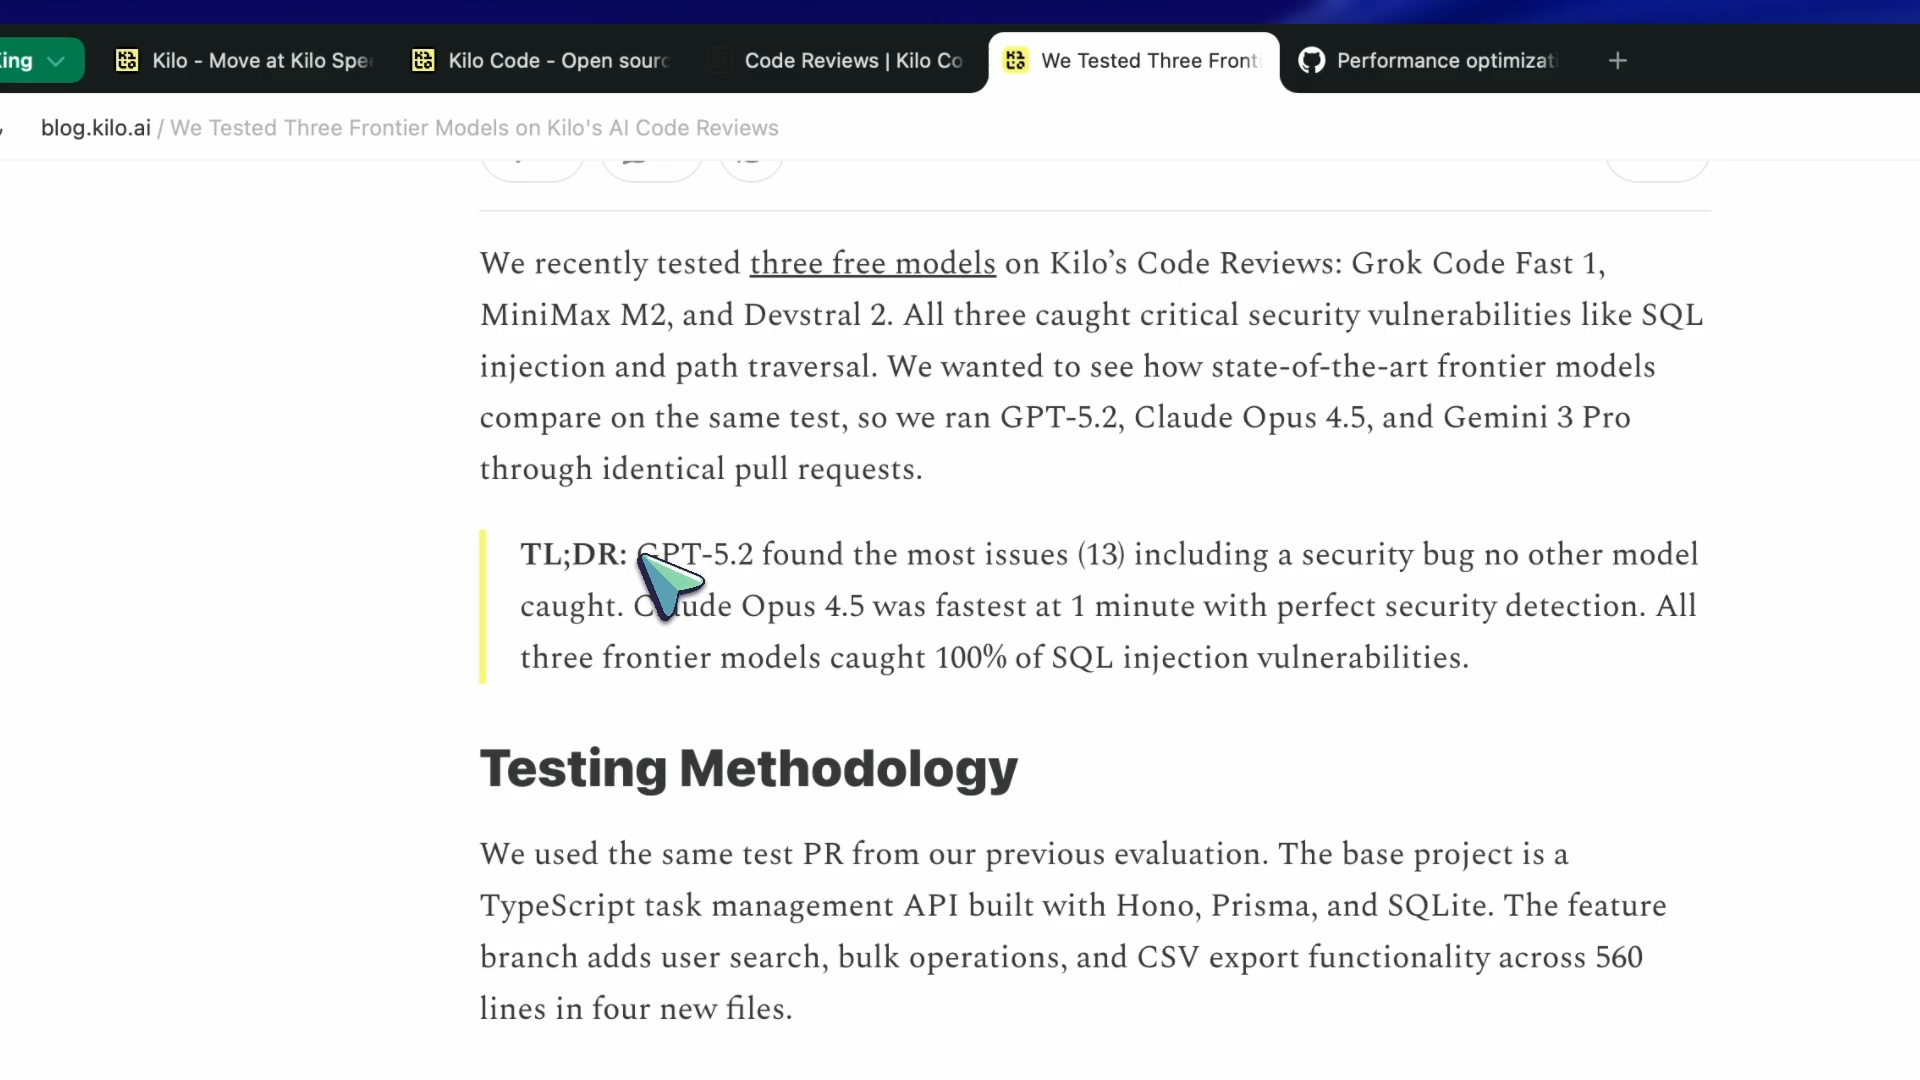 ing
Kilo - Move at Kilo Spe
Kilo Code - Open sourc
Code Reviews | Kilo Co
We Tested Three Fronti
Performance optimizati
blog.kilo.ai / We Tested Three Frontier Models on Kilo's AI Code Reviews
We recently tested three free models on Kilo’s Code Reviews: Grok Code Fast 1,
MiniMax M2, and Devstral 2. All three caught critical security vulnerabilities like SQL
injection and path traversal. We wanted to see how state-of-the-art frontier models
compare on the same test, so we ran GPT-5.2, Claude Opus 4.5, and Gemini 3 Pro
through identical pull requests.
TL;DR: GPT-5.2 found the most issues (13) including a security bug no other model
caught. Claude Opus 4.5 was fastest at 1 minute with perfect security detection. All
three frontier models caught 100% of SQL injection vulnerabilities.
Testing Methodology
We used the same test PR from our previous evaluation. The base project is a
TypeScript task management API built with Hono, Prisma, and SQLite. The feature
branch adds user search, bulk operations, and CSV export functionality across 560
lines in four new files.